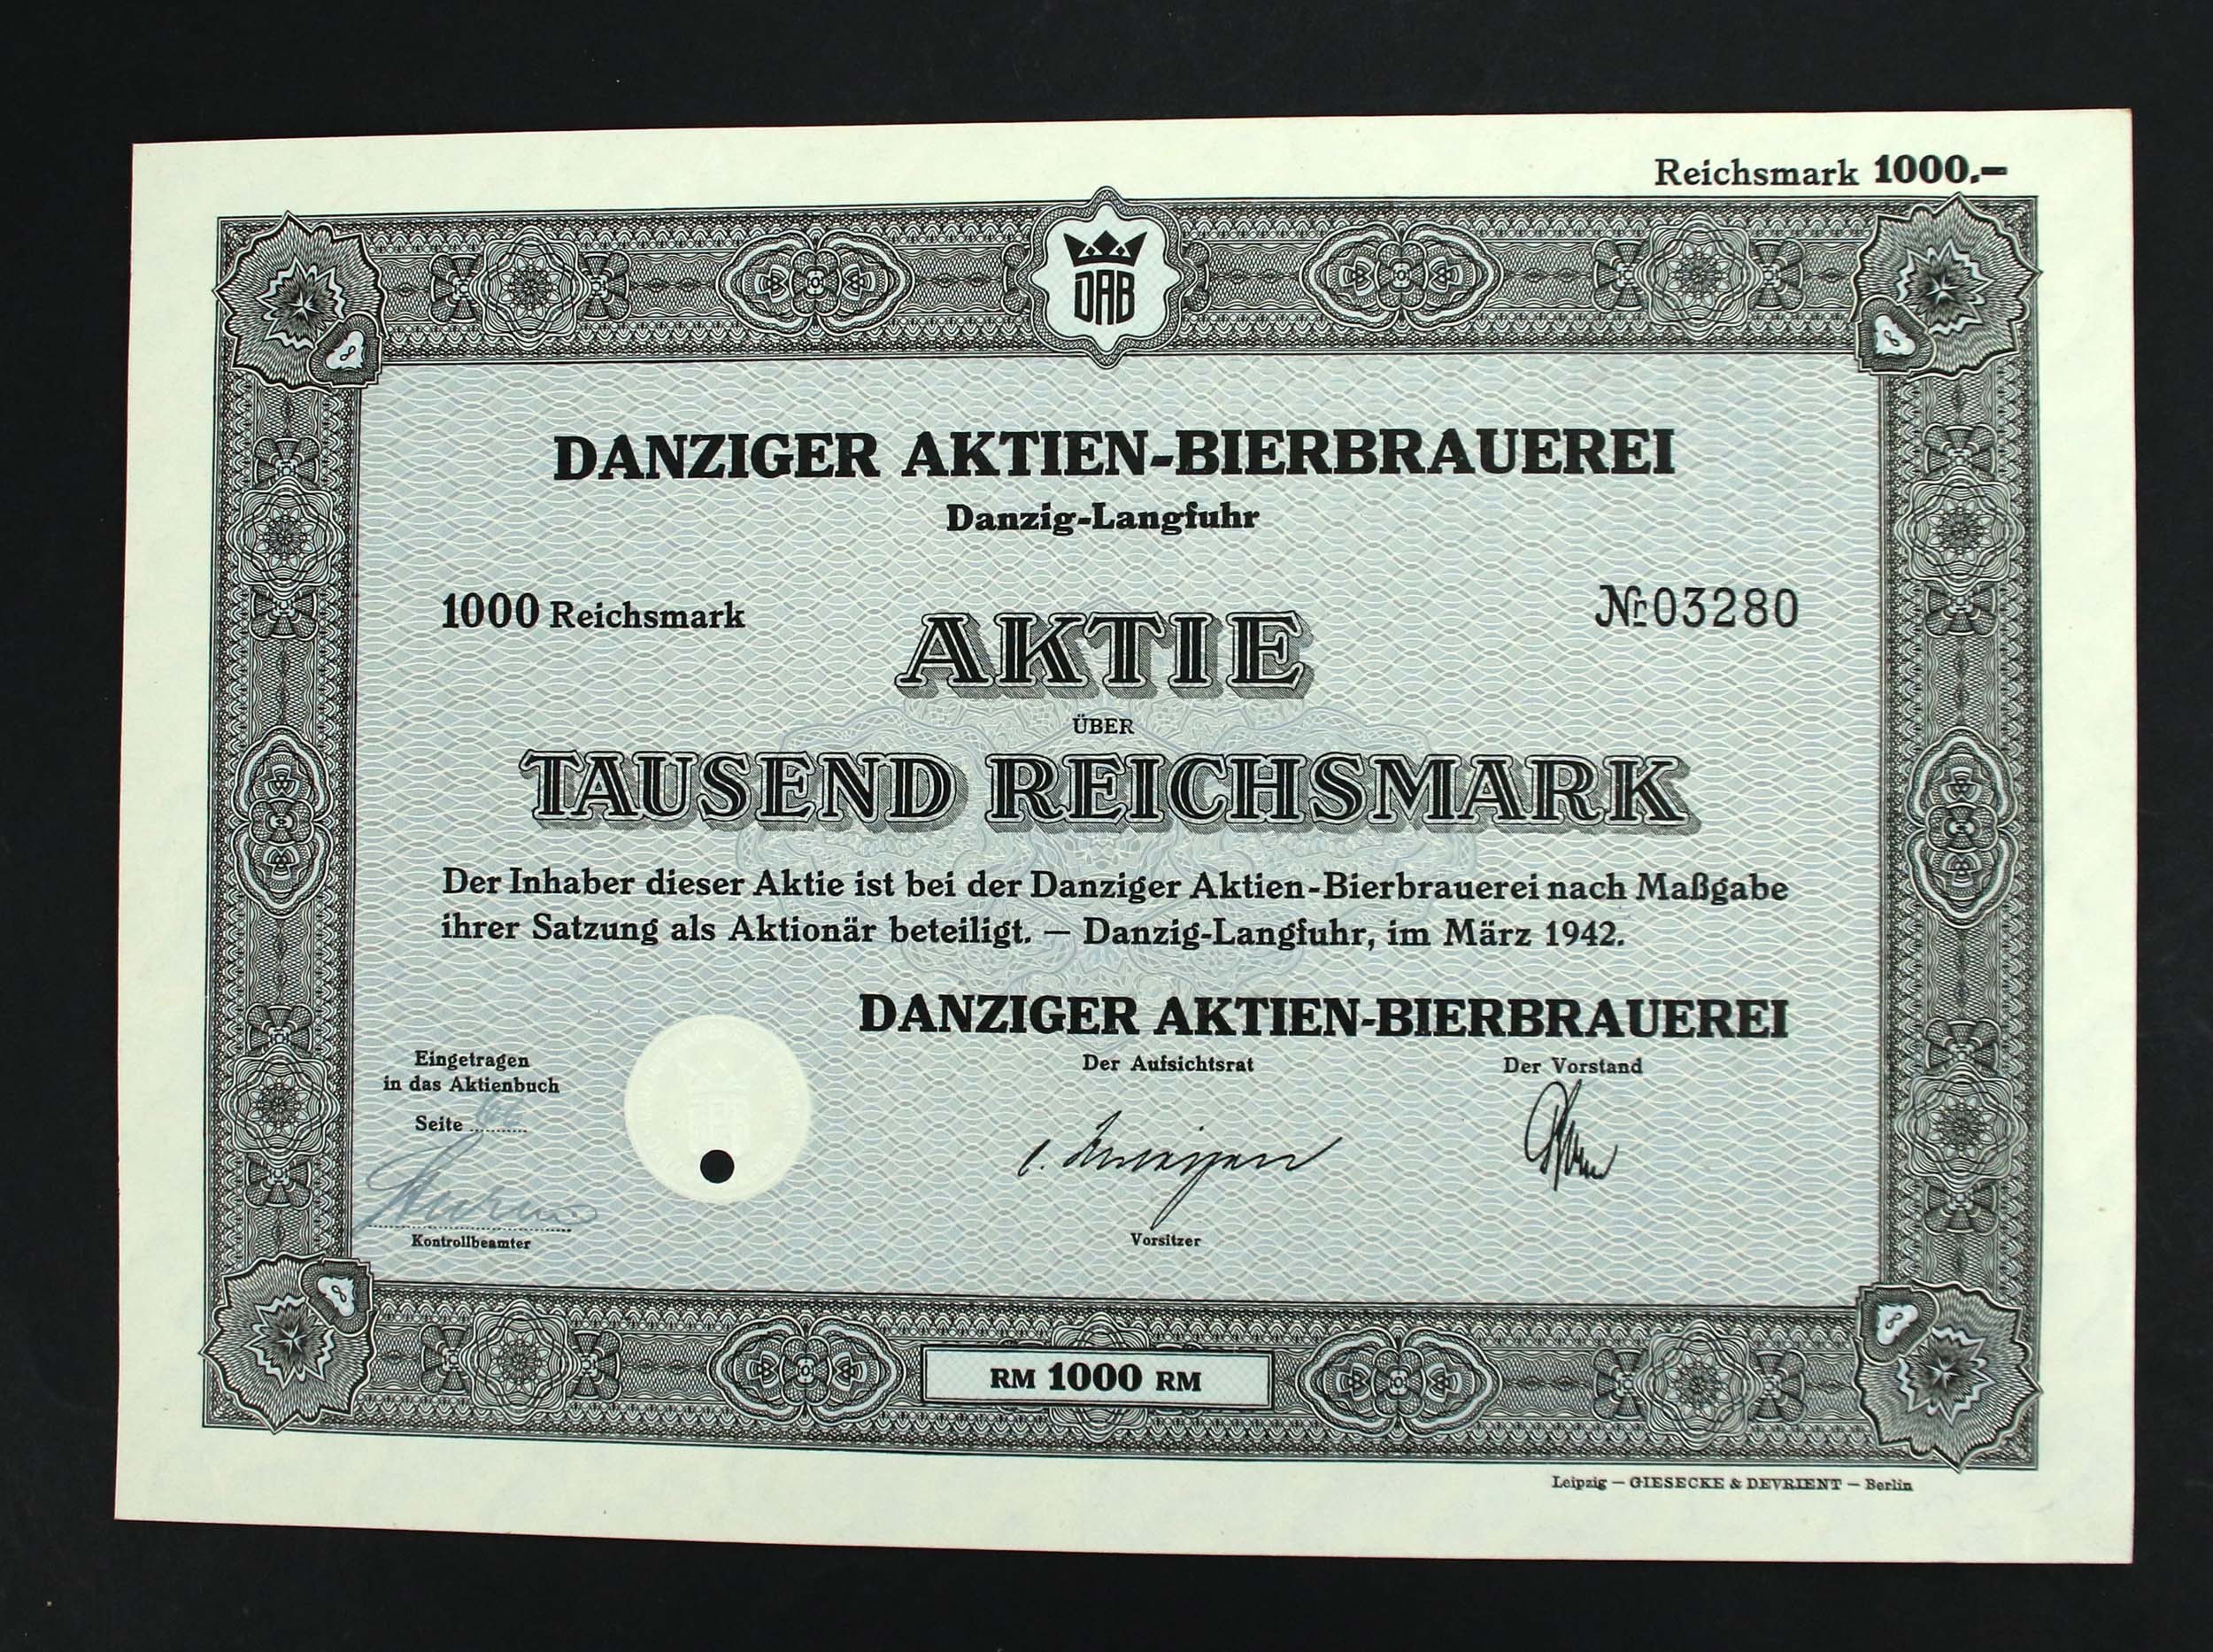 Reichsmark 1000.–
DAB
DANZIGER AKTIEN-BIERBRAUEREI
Danzig-Langfuhr
1000 Reichsmark
№ 03280
AKTIE
ÜBER
TAUSEND REICHSMARK
Der Inhaber dieser Aktie ist bei der Danziger Aktien-Bierbrauerei nach Maßgabe
ihrer Satzung als Aktionär beteiligt. — Danzig-Langfuhr, im März 1942.
DANZIGER AKTIEN-BIERBRAUEREI
Eingetragen
in das Aktienbuch
Seite
Kontrollbeamter
Der Aufsichtsrat
Vorsitzer
Der Vorstand
RM 1000 RM
Leipzig — GIESECKE & DEVRIENT — Berlin